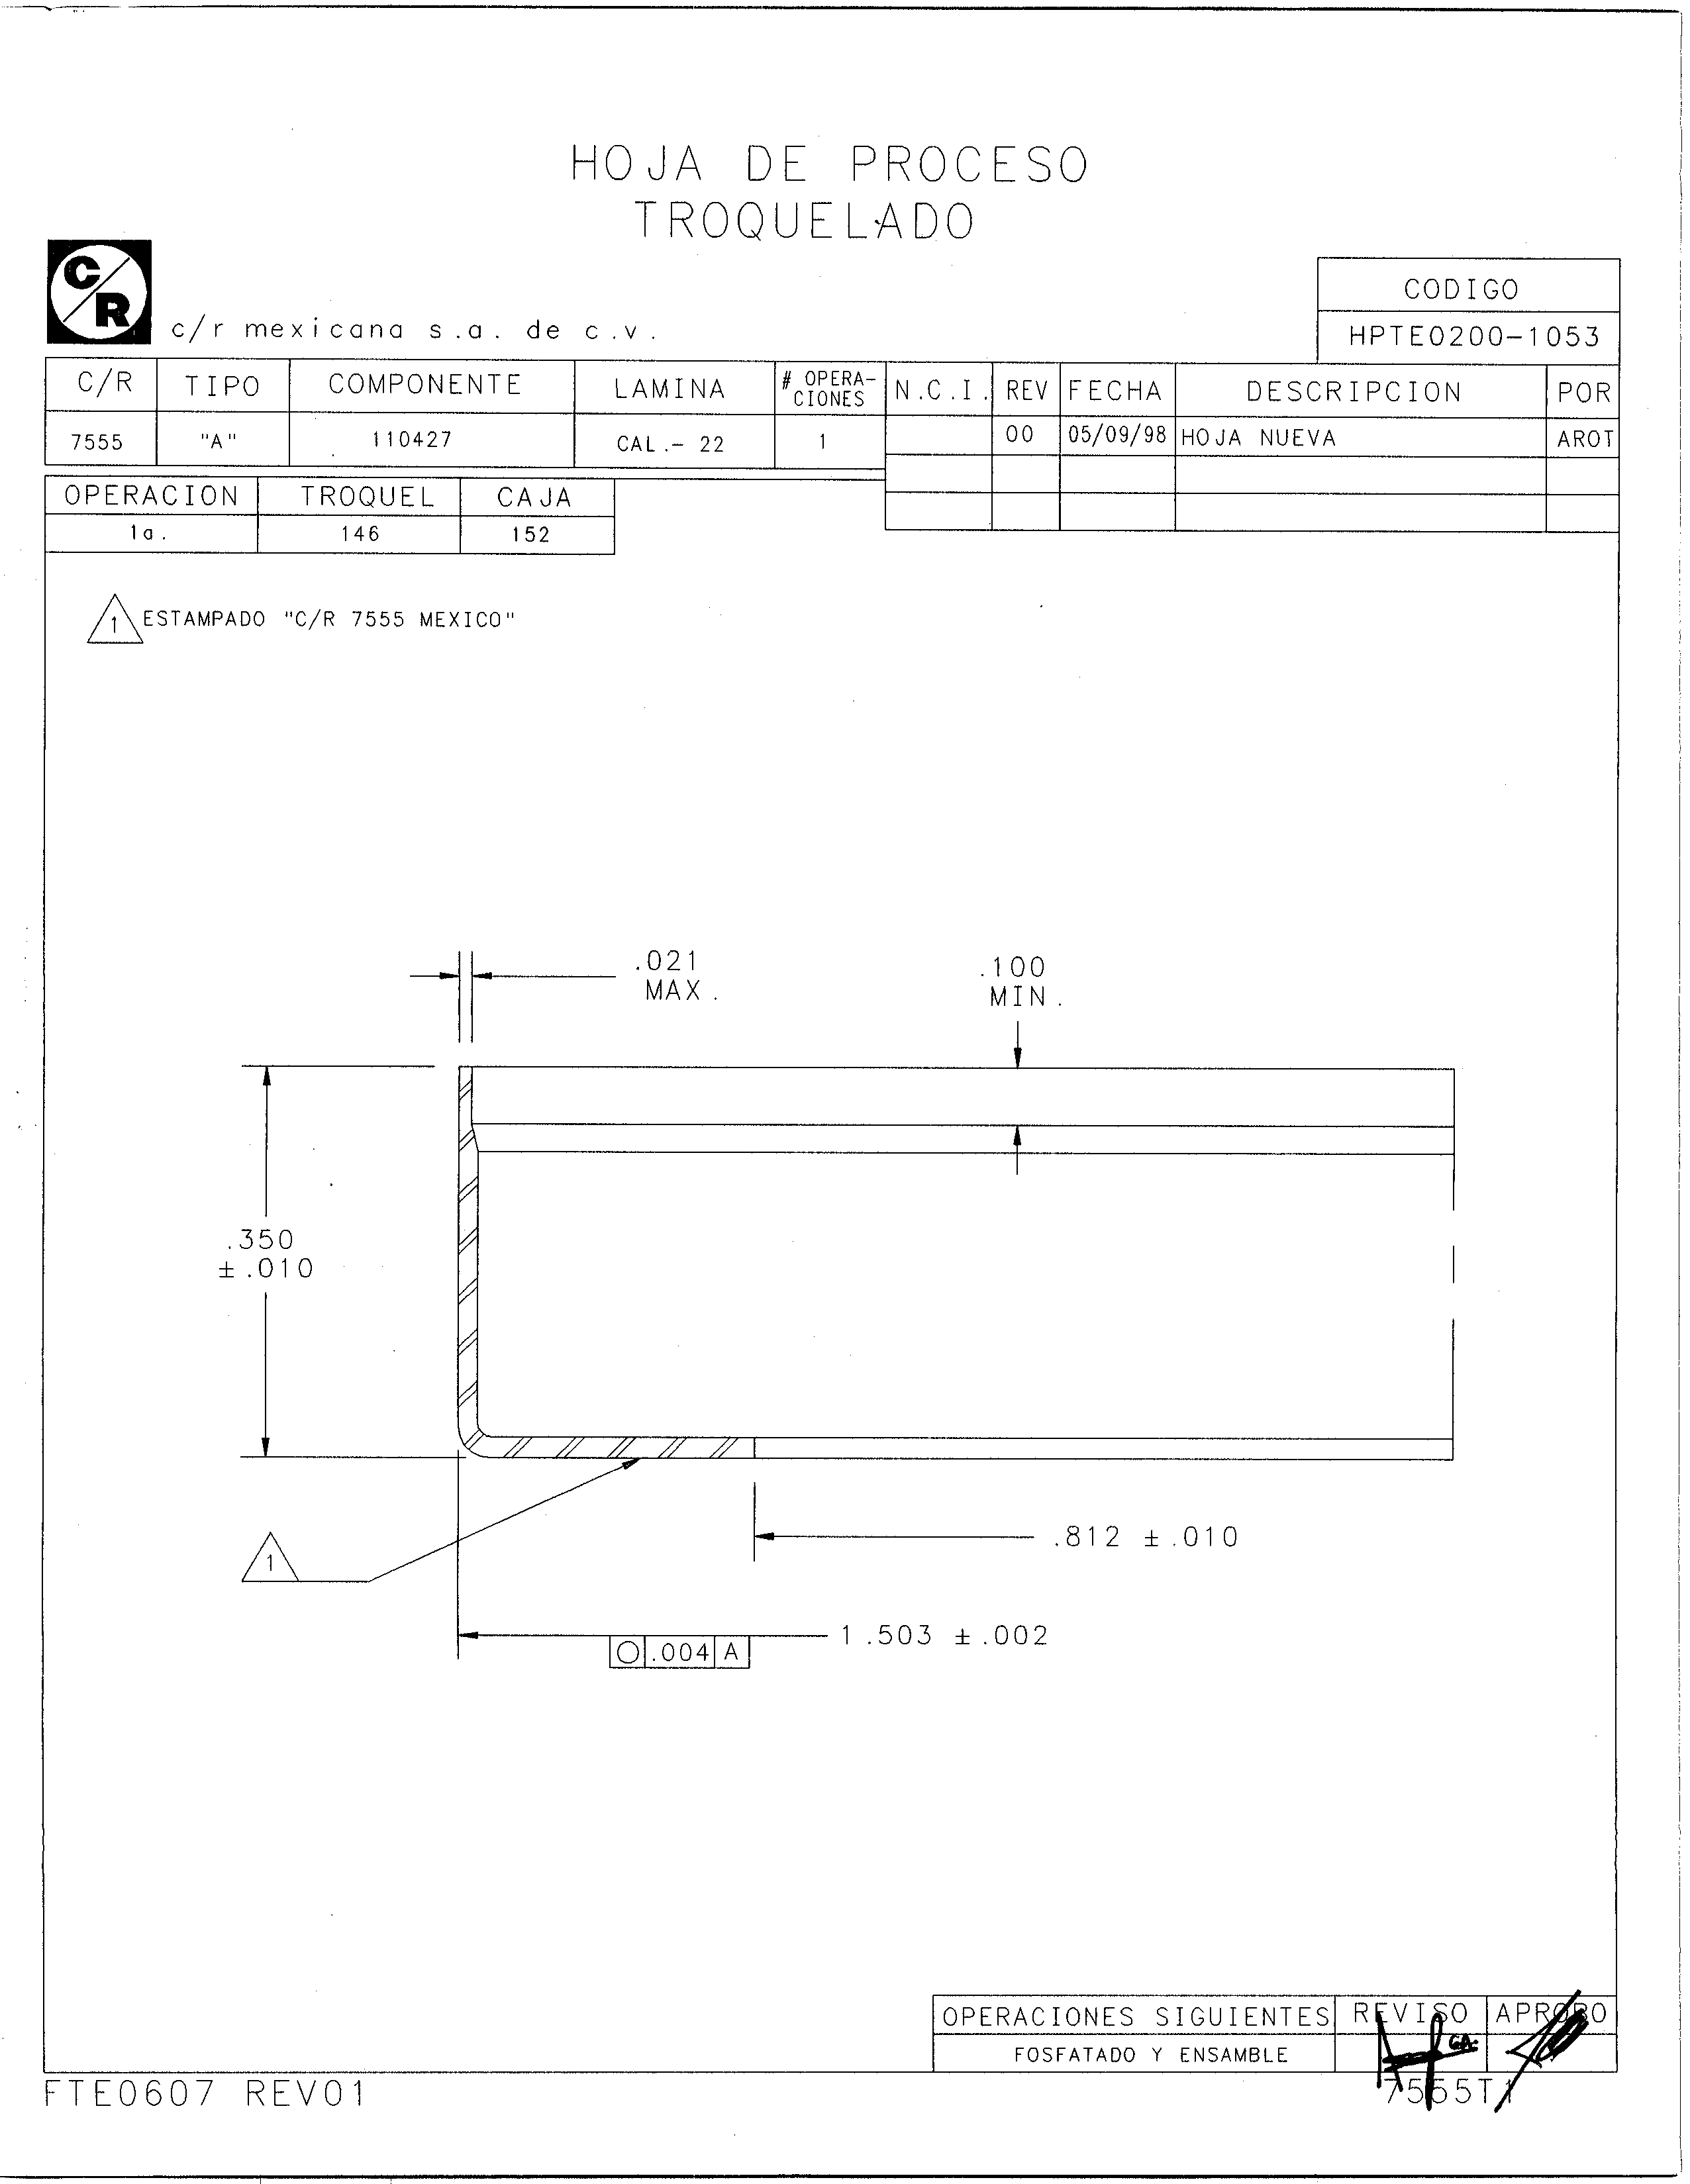 HOJA DE PROCESO
TROQUELADO
C/R
c/r mexicana s.a. de c.v.
CODIGO
HPTE0200-1053
C/R TIPO COMPONENTE LAMINA # OPERA-CIONES N.C.I. REV FECHA DESCRIPCION POR
7555 "A" 110427 CAL.- 22 1 00 05/09/98 HOJA NUEVA AROT
OPERACION TROQUEL CAJA
1a. 146 152
1 ESTAMPADO "C/R 7555 MEXICO"
.021
MAX.
.100
MIN.
.350
±.010
.812 ±.010
1
1.503 ±.002
.004 A
OPERACIONES SIGUIENTES REVISO APROBO
FOSFATADO Y ENSAMBLE
FTE0607 REV01